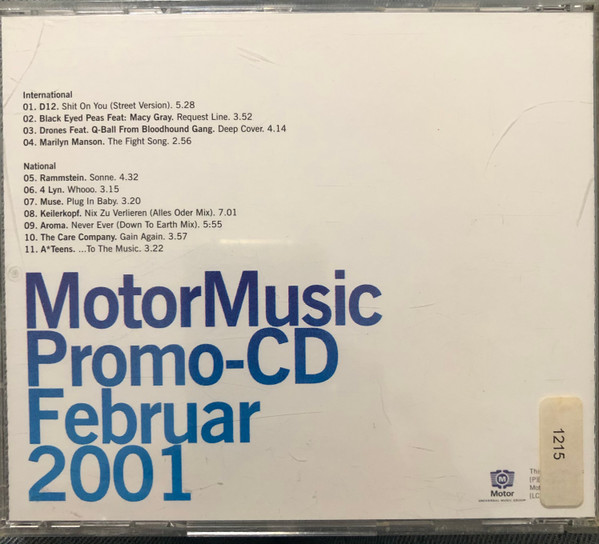 International
01. D12. Shit On You (Street Version). 5.28
02. Black Eyed Peas Feat: Macy Gray. Request Line. 3.52
03. Drones Feat. Q-Ball From Bloodhound Gang. Deep Cover. 4.14
04. Marilyn Manson. The Fight Song. 2.56
National
05. Rammstein. Sonne. 4.32
06. 4 Lyn. Whooo. 3.15
07. Muse. Plug In Baby. 3.20
08. Keilerkopf. Nix Zu Verlieren (Alles Oder Mix). 7.01
09. Aroma. Never Ever (Down To Earth Mix). 5:55
10. The Care Company. Gain Again. 3.57
11. A*Teens. ...To The Music. 3.22
MotorMusic
Promo-CD
Februar
2001
1215
M
Motor
UNIVERSAL MUSIC GROUP
(LC